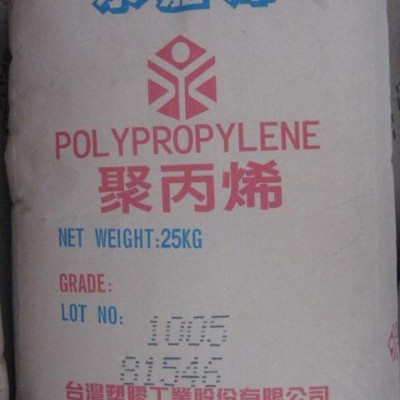 POLYPROPYLENE
聚丙烯
NET WEIGHT:25KG
GRADE:
LOT NO: 1005
81546
台灣塑膠工業股份有限公司